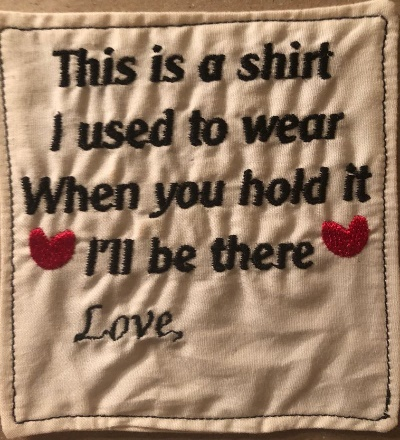 This is a shirt
I used to wear
When you hold it
I'll be there
Love,